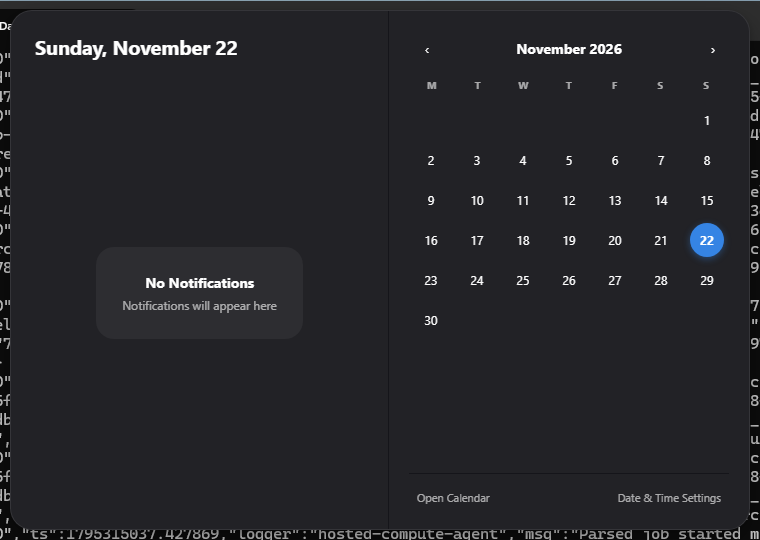 Sunday, November 22
No Notifications
Notifications will appear here
‹ November 2026 ›
M T W T F S S
1
2 3 4 5 6 7 8
9 10 11 12 13 14 15
16 17 18 19 20 21 22
23 24 25 26 27 28 29
30
Open Calendar Date & Time Settings
0","ts":1795315037.427869,"logger":"hosted-compute-agent","msg":"Parsed job started m